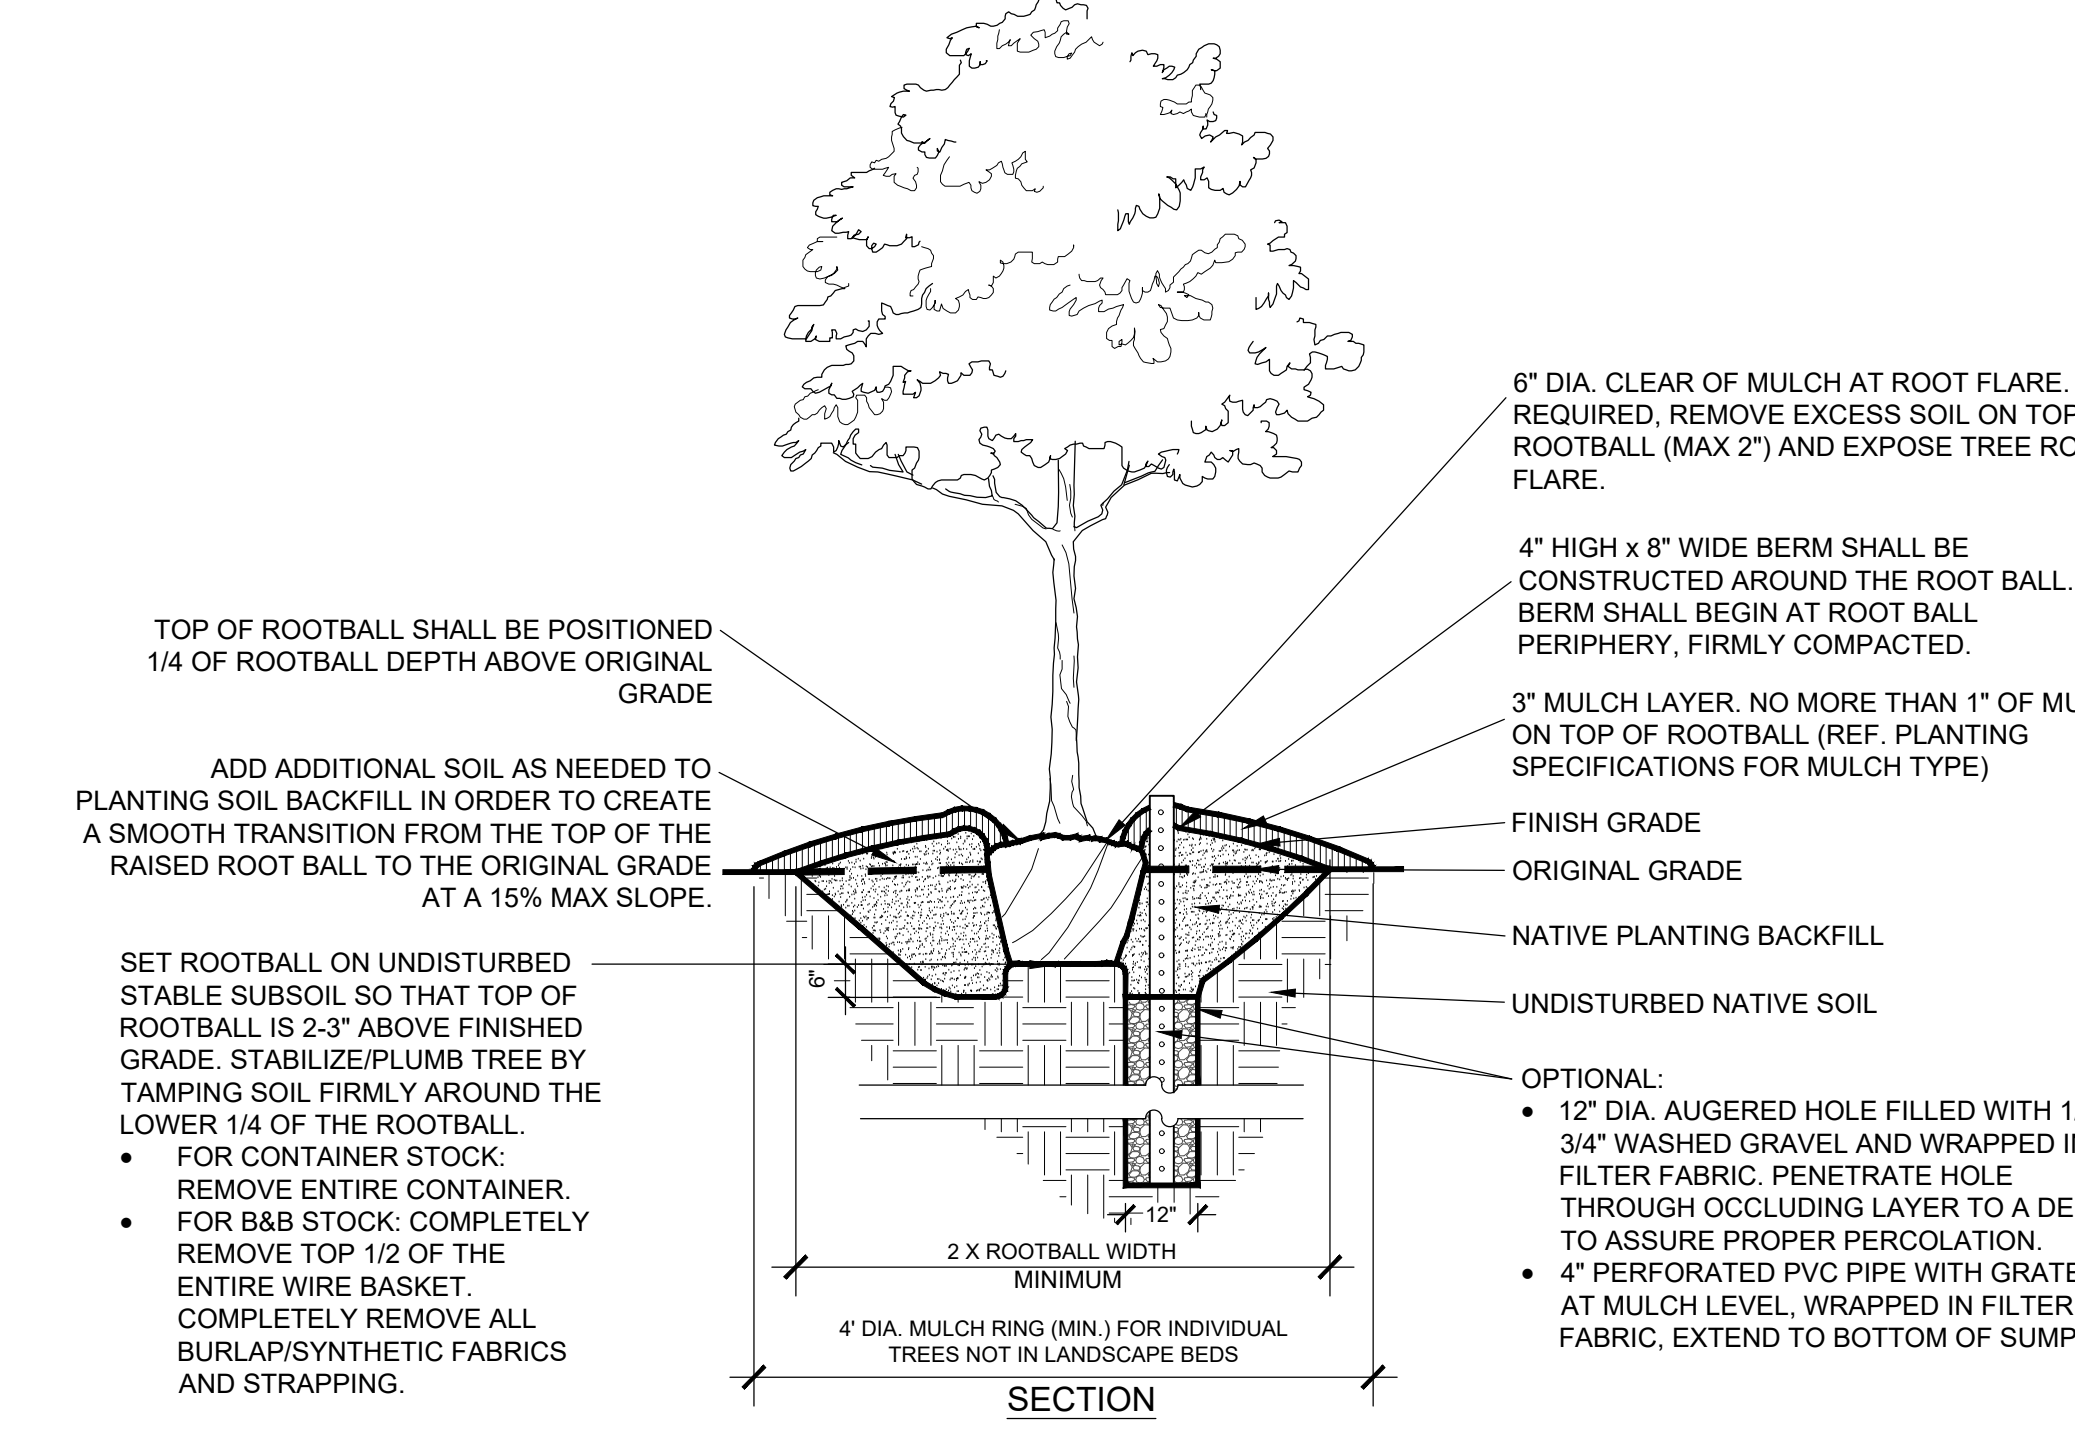 6" DIA. CLEAR OF MULCH AT ROOT FLARE.
REQUIRED, REMOVE EXCESS SOIL ON TOP
ROOTBALL (MAX 2") AND EXPOSE TREE
FLARE.
4" HIGH x 8" WIDE BERM SHALL BE
CONSTRUCTED AROUND THE ROOT BALL.
BERM SHALL BEGIN AT ROOT BALL
PERIPHERY, FIRMLY COMPACTED.
3" MULCH LAYER. NO MORE THAN 1" OF
ON TOP OF ROOTBALL (REF. PLANTING
SPECIFICATIONS FOR MULCH TYPE)
FINISH GRADE
ORIGINAL GRADE
NATIVE PLANTING BACKFILL
UNDISTURBED NATIVE SOIL
OPTIONAL:
• 12" DIA. AUGERED HOLE FILLED WITH
3/4" WASHED GRAVEL AND WRAPPED
FILTER FABRIC. PENETRATE HOLE
THROUGH OCCLUDING LAYER TO A
TO ASSURE PROPER PERCOLATION.
• 4" PERFORATED PVC PIPE WITH GRATE
AT MULCH LEVEL, WRAPPED IN FILTER
FABRIC, EXTEND TO BOTTOM OF SUMP
TOP OF ROOTBALL SHALL BE POSITIONED
1/4 OF ROOTBALL DEPTH ABOVE ORIGINAL
GRADE
ADD ADDITIONAL SOIL AS NEEDED TO
PLANTING SOIL BACKFILL IN ORDER TO CREATE
A SMOOTH TRANSITION FROM THE TOP OF THE
RAISED ROOT BALL TO THE ORIGINAL GRADE
AT A 15% MAX SLOPE.
SET ROOTBALL ON UNDISTURBED
STABLE SUBSOIL SO THAT TOP OF
ROOTBALL IS 2-3" ABOVE FINISHED
GRADE. STABILIZE/PLUMB TREE BY
TAMPING SOIL FIRMLY AROUND THE
LOWER 1/4 OF THE ROOTBALL.
• FOR CONTAINER STOCK:
REMOVE ENTIRE CONTAINER.
• FOR B&B STOCK: COMPLETELY
REMOVE TOP 1/2 OF THE
ENTIRE WIRE BASKET.
COMPLETELY REMOVE ALL
BURLAP/SYNTHETIC FABRICS
AND STRAPPING.
6"
12"
2 X ROOTBALL WIDTH
MINIMUM
4' DIA. MULCH RING (MIN.) FOR INDIVIDUAL
TREES NOT IN LANDSCAPE BEDS
SECTION